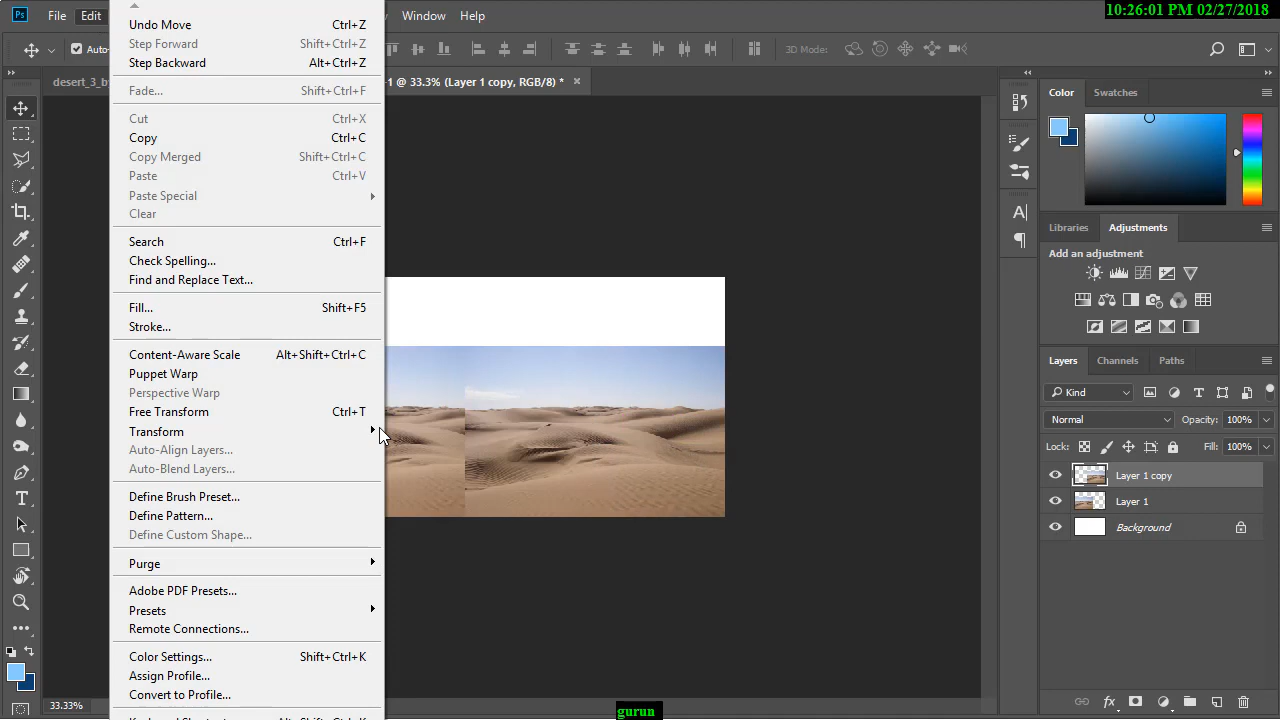 10:26:01 PM 02/27/2018
Ps File Edit Window Help
Undo Move Ctrl+Z
Step Forward Shift+Ctrl+Z
Step Backward Alt+Ctrl+Z
Fade... Shift+Ctrl+F
Cut Ctrl+X
Copy Ctrl+C
Copy Merged Shift+Ctrl+C
Paste Ctrl+V
Paste Special
Clear
Search Ctrl+F
Check Spelling...
Find and Replace Text...
Fill... Shift+F5
Stroke...
Content-Aware Scale Alt+Shift+Ctrl+C
Puppet Warp
Perspective Warp
Free Transform Ctrl+T
Transform
Auto-Align Layers...
Auto-Blend Layers...
Define Brush Preset...
Define Pattern...
Define Custom Shape...
Purge
Adobe PDF Presets...
Presets
Remote Connections...
Color Settings... Shift+Ctrl+K
Assign Profile...
Convert to Profile...
Auto-
3D Mode:
desert_3_b
-1 @ 33.3% (Layer 1 copy, RGB/8) *
33.33%
Color Swatches
Libraries Adjustments
Add an adjustment
Layers Channels Paths
Kind
Normal Opacity: 100%
Lock: Fill: 100%
Layer 1 copy
Layer 1
Background
gurun